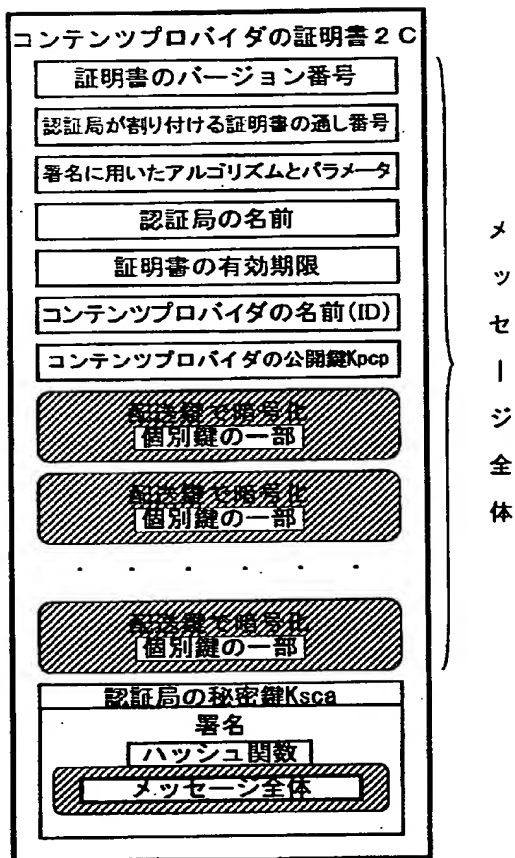 コンテンツプロバイダの証明書2C
証明書のバージョン番号
認証局が割り付ける証明書の通し番号
署名に用いたアルゴリズムとパラメータ
認証局の名前
証明書の有効期限
コンテンツプロバイダの名前(ID)
コンテンツプロバイダの公開鍵Kpcp
配送鍵で暗号化
個別鍵の一部
配送鍵で暗号化
個別鍵の一部
・ ・ ・ ・ ・ ・
配送鍵で暗号化
個別鍵の一部
認証局の秘密鍵Ksca
署名
ハッシュ関数
メッセージ全体
メッセージ全体